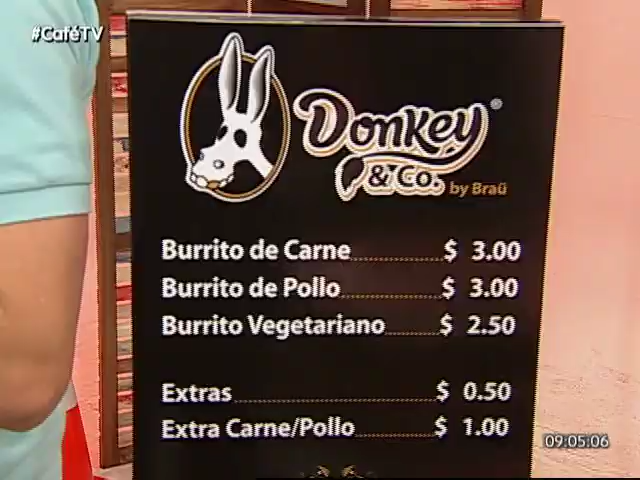 #CaféTV
Donkey®
& Co. by Braü
Burrito de Carne....................$ 3.00
Burrito de Pollo......................$ 3.00
Burrito Vegetariano............$ 2.50
Extras............................................$ 0.50
Extra Carne/Pollo.................$ 1.00
09:05:06